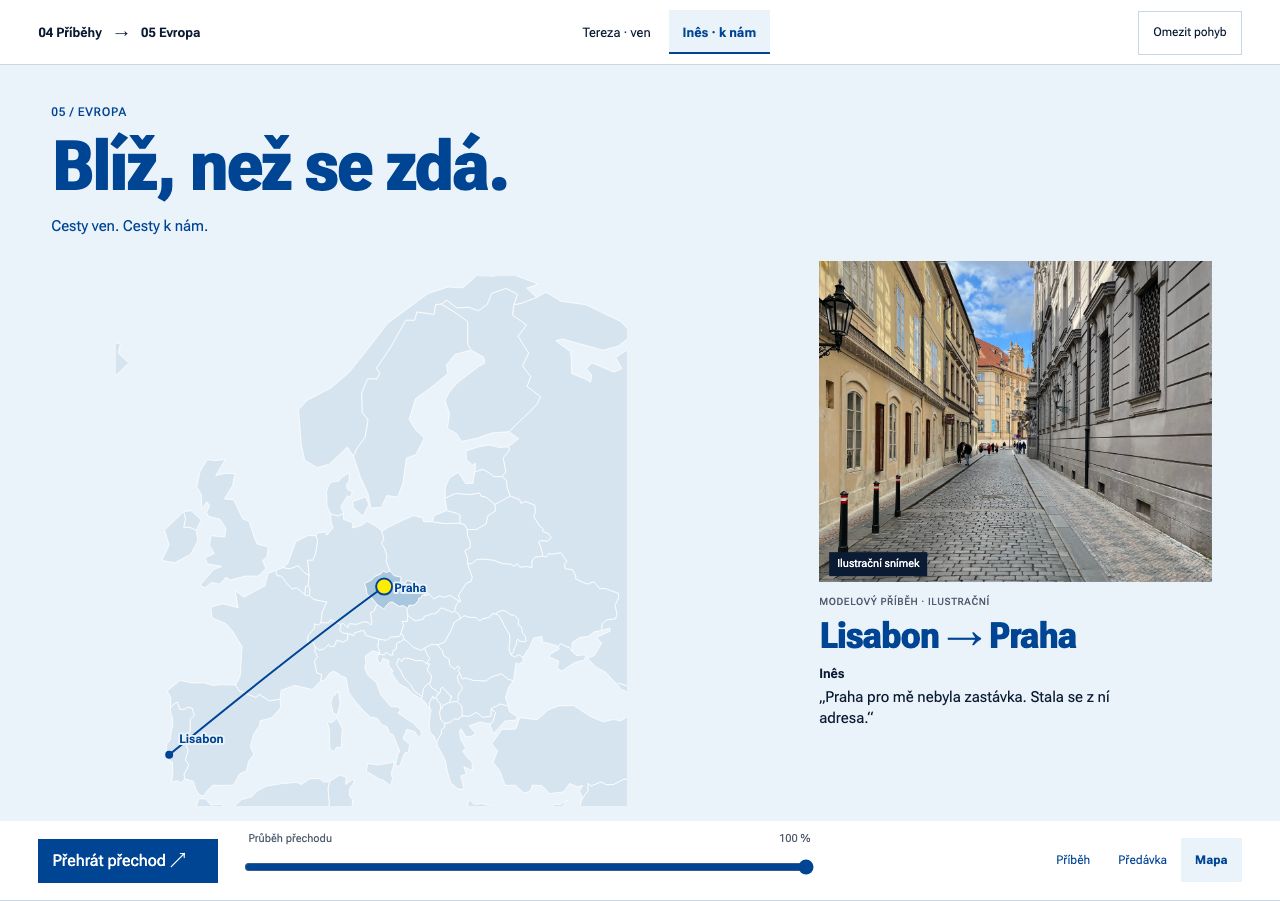 04 Příběhy → 05 Evropa
Tereza · ven
Inês · k nám
Omezit pohyb
05 / EVROPA
Blíž, než se zdá.
Cesty ven. Cesty k nám.
Praha
Lisabon
Ilustrační snímek
MODELOVÝ PŘÍBĚH · ILUSTRAČNÍ
Lisabon → Praha
Inês
„Praha pro mě nebyla zastávka. Stala se z ní
adresa.“
Přehrát přechod ↗
Průběh přechodu
100 %
Příběh
Předávka
Mapa